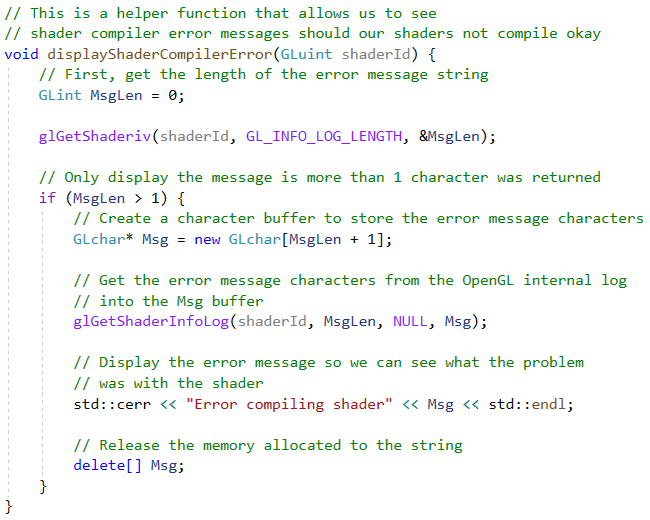 // This is a helper function that allows us to see
// shader compiler error messages should our shaders not compile okay
void displayShaderCompilerError(GLuint shaderId) {
    // First, get the length of the error message string
    GLint MsgLen = 0;

    glGetShaderiv(shaderId, GL_INFO_LOG_LENGTH, &MsgLen);

    // Only display the message is more than 1 character was returned
    if (MsgLen > 1) {
        // Create a character buffer to store the error message characters
        GLchar* Msg = new GLchar[MsgLen + 1];

        // Get the error message characters from the OpenGL internal log
        // into the Msg buffer
        glGetShaderInfoLog(shaderId, MsgLen, NULL, Msg);

        // Display the error message so we can see what the problem
        // was with the shader
        std::cerr << "Error compiling shader" << Msg << std::endl;

        // Release the memory allocated to the string
        delete[] Msg;
    }
}